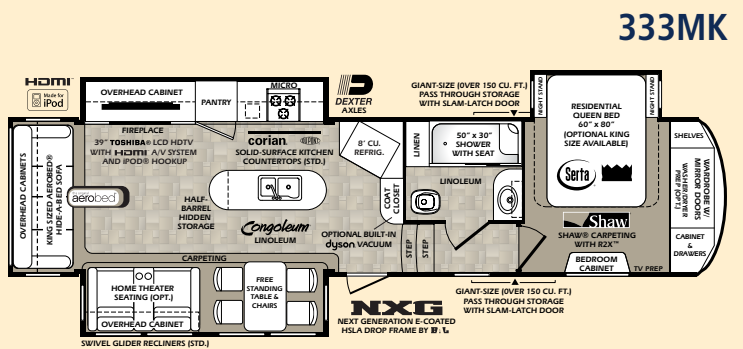 333MK
HDMI
Made for
iPod
OVERHEAD CABINET
PANTRY
MICRO
DEXTER
AXLES
GIANT-SIZE (OVER 150 CU. FT.)
PASS THROUGH STORAGE
WITH SLAM-LATCH DOOR
NIGHT STAND
RESIDENTIAL
QUEEN BED
60" x 80"
(OPTIONAL KING
SIZE AVAILABLE)
Serta
NIGHT STAND
FIREPLACE
39" TOSHIBA® LCD HDTV
WITH HDMI A/V SYSTEM
AND IPOD® HOOKUP
corian
SOLID-SURFACE KITCHEN
COUNTERTOPS (STD.)
8' CU.
REFRIG.
LINEN
50" x 30"
SHOWER
WITH SEAT
LINOLEUM
SHELVES
WARDROBE W/
MIRROR DOORS
WASHER/DRYER
PREP (OPT.)
CABINET
&
DRAWERS
OVERHEAD CABINETS
KING SIZED AEROBED®
HIDE-A-BED SOFA
aerobed
HALF-
BARREL
HIDDEN
STORAGE
Congoleum
LINOLEUM
COAT
CLOSET
OPTIONAL BUILT-IN
dyson VACUUM
STEP
STEP
Shaw
SHAW® CARPETING
WITH R2X™
BEDROOM
CABINET
TV PREP
CARPETING
HOME THEATER
SEATING (OPT.)
OVERHEAD CABINET
FREE
STANDING
TABLE &
CHAIRS
SWIVEL GLIDER RECLINERS (STD.)
NXG
NEXT GENERATION E-COATED
HSLA DROP FRAME BY B.L
GIANT-SIZE (OVER 150 CU. FT.)
PASS THROUGH STORAGE
WITH SLAM-LATCH DOOR